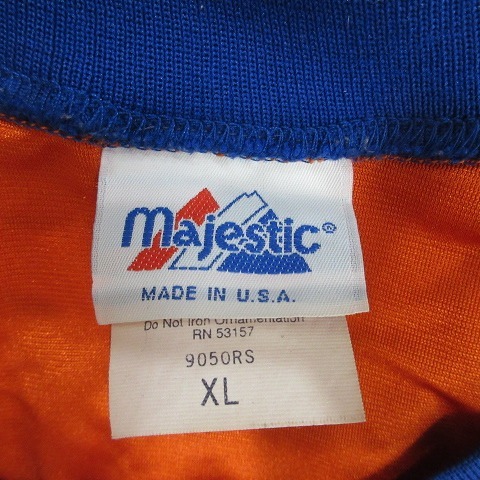 majestic®
MADE IN U.S.A.
Do Not Iron Ornamentation
RN 53157
9050RS
XL